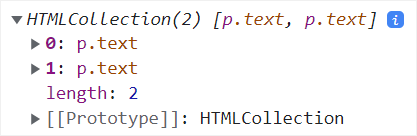 HTMLCollection(2) [p.text, p.text] i
0: p.text
1: p.text
length: 2
[[Prototype]]: HTMLCollection